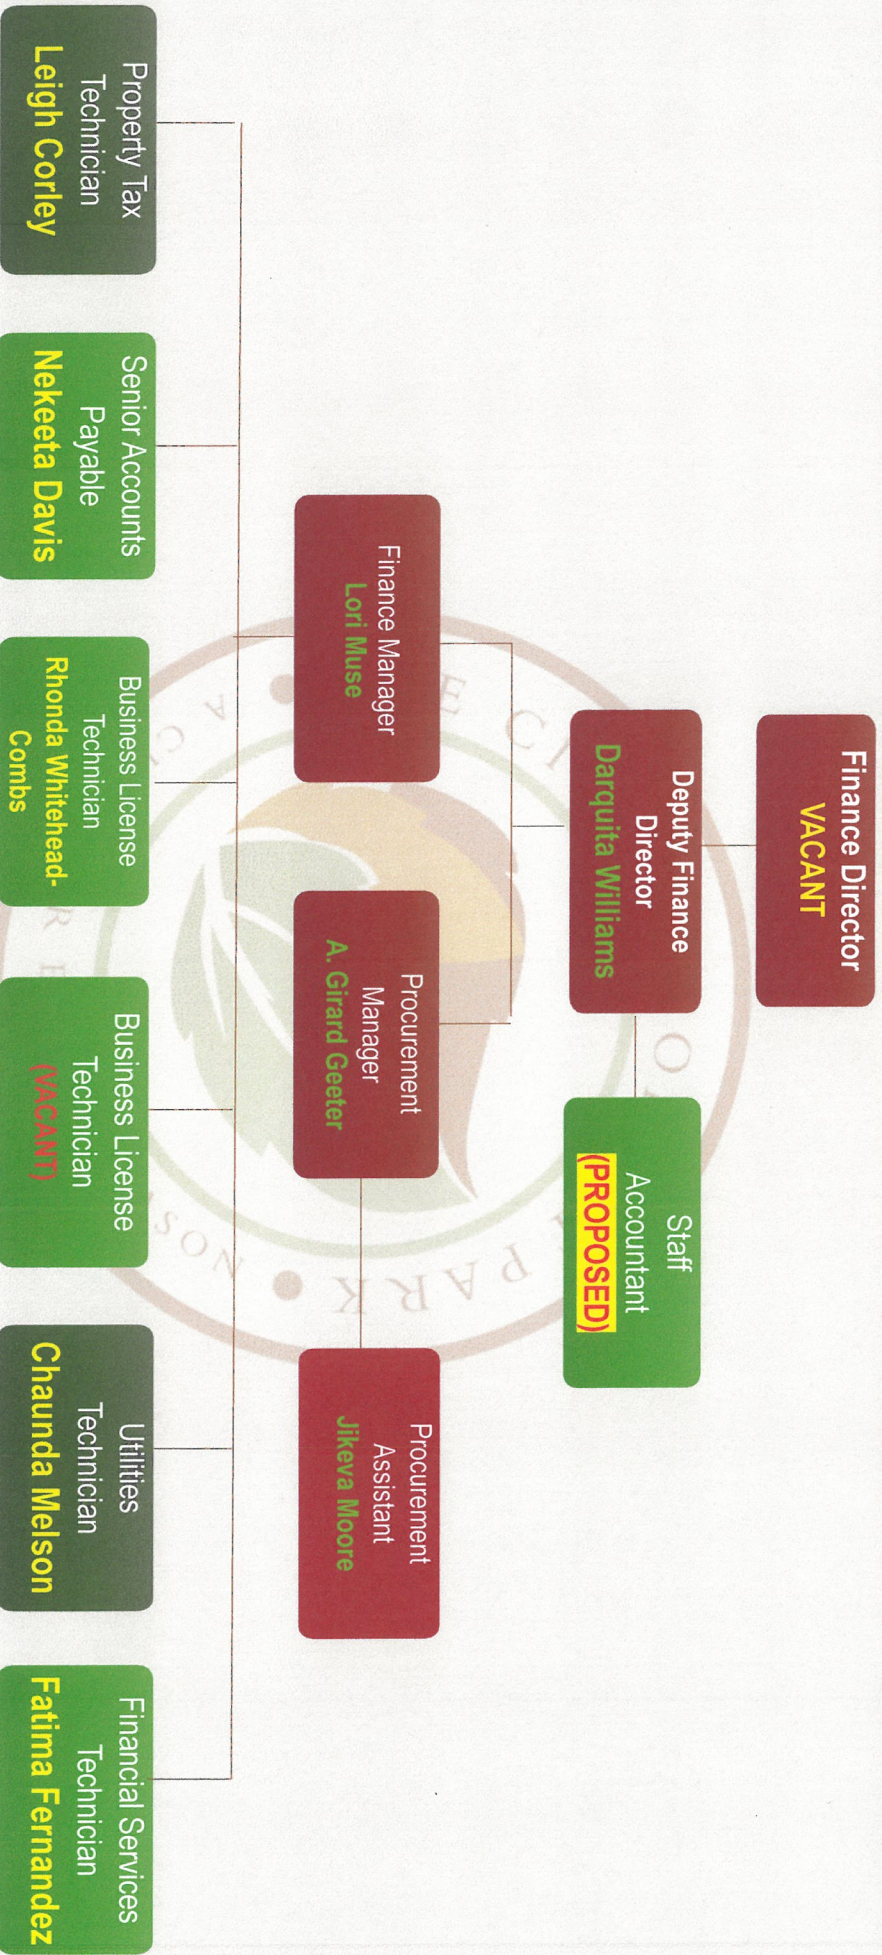 Finance Director
VACANT
Deputy Finance
Director
Darquita Williams
Staff
Accountant
(PROPOSED)
Finance Manager
Lori Muse
Procurement
Manager
A. Girard Geeter
Procurement
Assistant
Jikeva Moore
Property Tax
Technician
Leigh Corley
Senior Accounts
Payable
Nekeeta Davis
Business License
Technician
Rhonda Whitehead-
Combs
Business License
Technician
(VACANT)
Utilities
Technician
Chaunda Melson
Financial Services
Technician
Fatima Fernandez
PARK